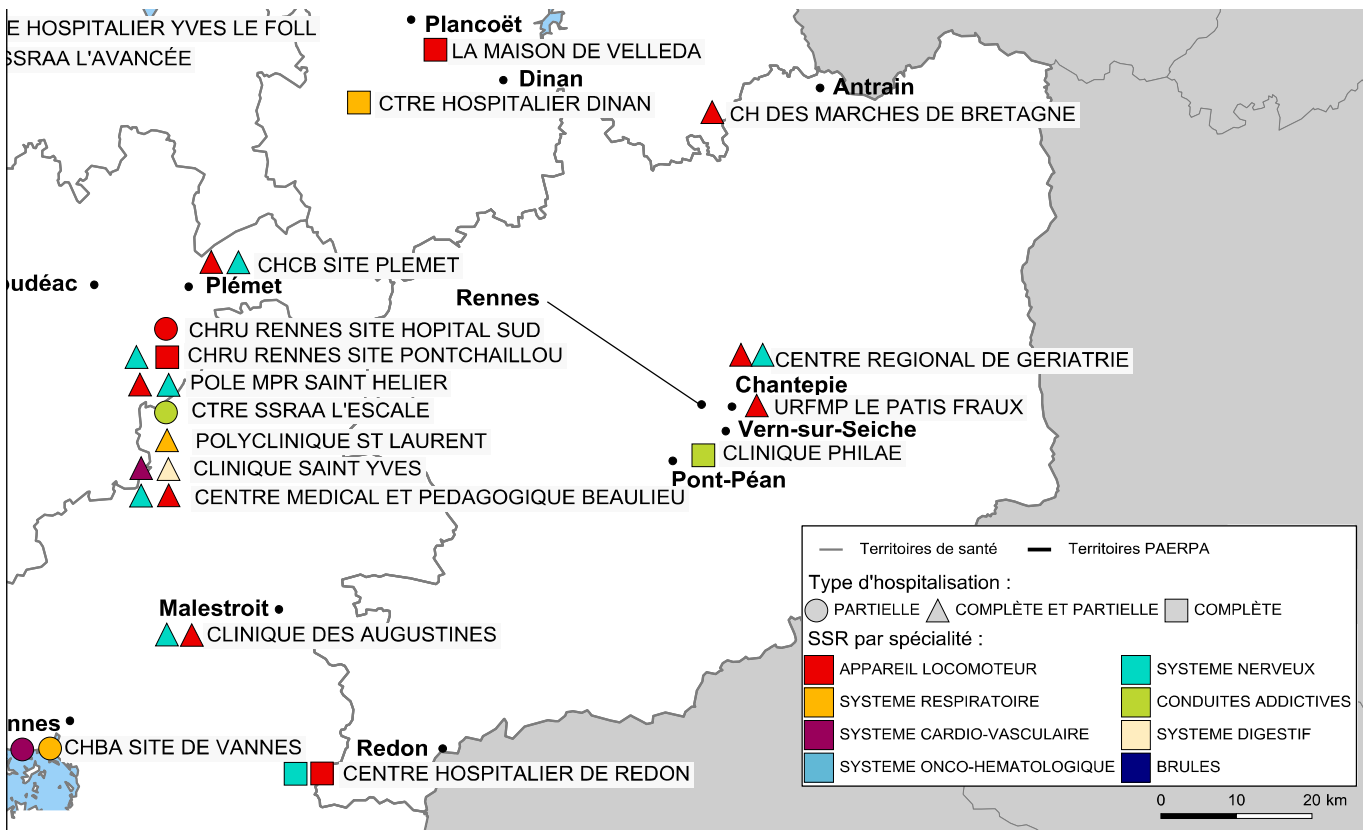 E HOSPITALIER YVES LE FOLL
SSRAA L'AVANCÉE
Plancoët
LA MAISON DE VELLEDA
Dinan
CTRE HOSPITALIER DINAN
Antrain
CH DES MARCHES DE BRETAGNE
CHCB SITE PLEMET
oudéac
Plémet
Rennes
CHRU RENNES SITE HOPITAL SUD
CHRU RENNES SITE PONTCHAILLOU
POLE MPR SAINT HELIER
CTRE SSRAA L'ESCALE
POLYCLINIQUE ST LAURENT
CLINIQUE SAINT YVES
CENTRE MEDICAL ET PEDAGOGIQUE BEAULIEU
CENTRE REGIONAL DE GERIATRIE
Chantepie
URFMP LE PATIS FRAUX
Vern-sur-Seiche
CLINIQUE PHILAE
Pont-Péan
Malestroit
CLINIQUE DES AUGUSTINES
nnes
CHBA SITE DE VANNES
Redon
CENTRE HOSPITALIER DE REDON
Territoires de santé Territoires PAERPA
Type d'hospitalisation :
PARTIELLE COMPLÈTE ET PARTIELLE COMPLÈTE
SSR par spécialité :
APPAREIL LOCOMOTEUR SYSTEME NERVEUX
SYSTEME RESPIRATOIRE CONDUITES ADDICTIVES
SYSTEME CARDIO-VASCULAIRE SYSTEME DIGESTIF
SYSTEME ONCO-HEMATOLOGIQUE BRULES
0 10 20 km